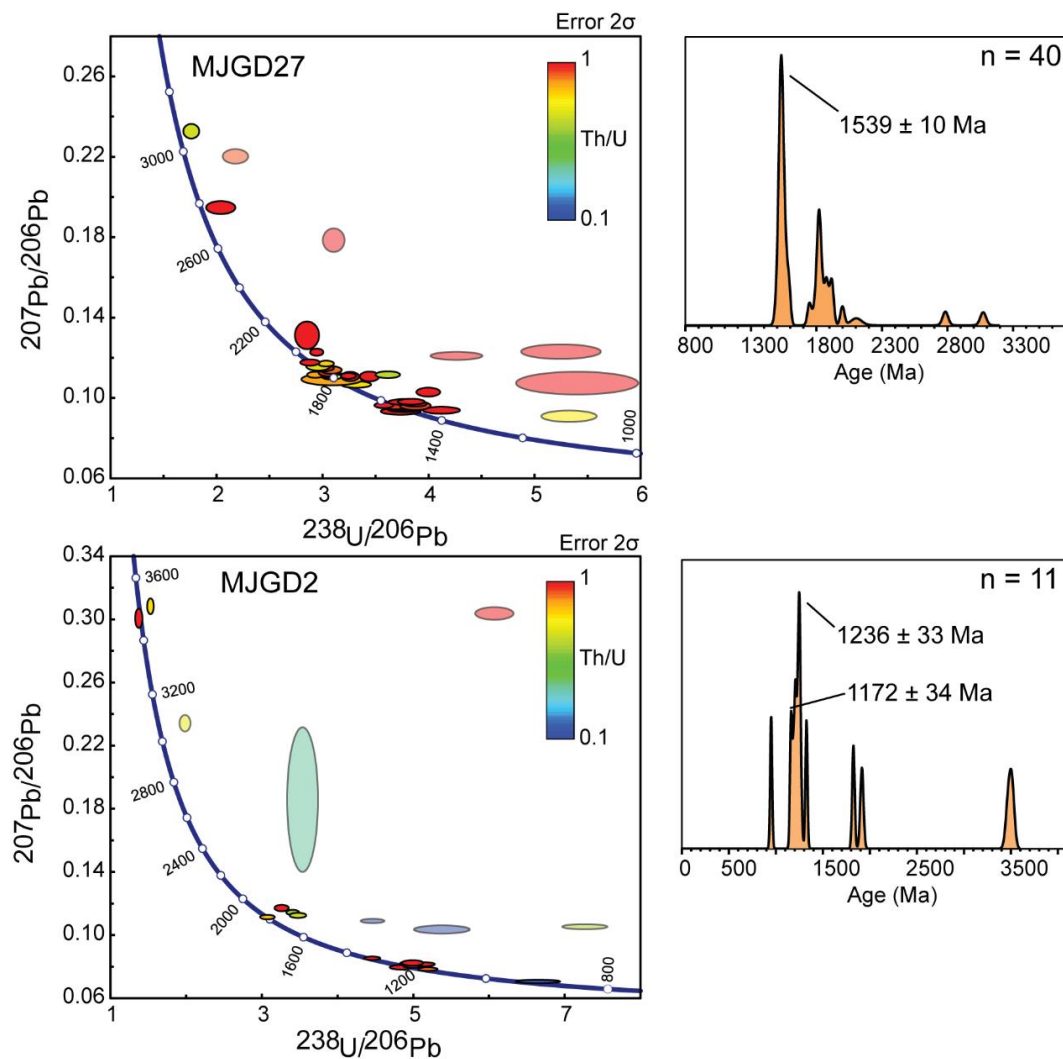 Error 2σ
MJGD27
1
Th/U
0.1
0.26
0.22
0.18
0.14
0.10
0.06
207Pb/206Pb
3000
2600
2200
1800
1400
1000
1 2 3 4 5 6
238U/206Pb
n = 40
1539 ± 10 Ma
800 1800 2200 2600 3000 3600
Age (Ma)
Error 2σ
MJGD2
1
Th/U
0.1
0.34
0.30
0.26
0.22
0.18
0.14
0.10
0.06
207Pb/206Pb
3600
3200
2800
2400
2000
1600
1200
800
1 3 5 7
238U/206Pb
n = 11
1236 ± 33 Ma
1172 ± 34 Ma
0 500 1500 2500 3500
Age (Ma)